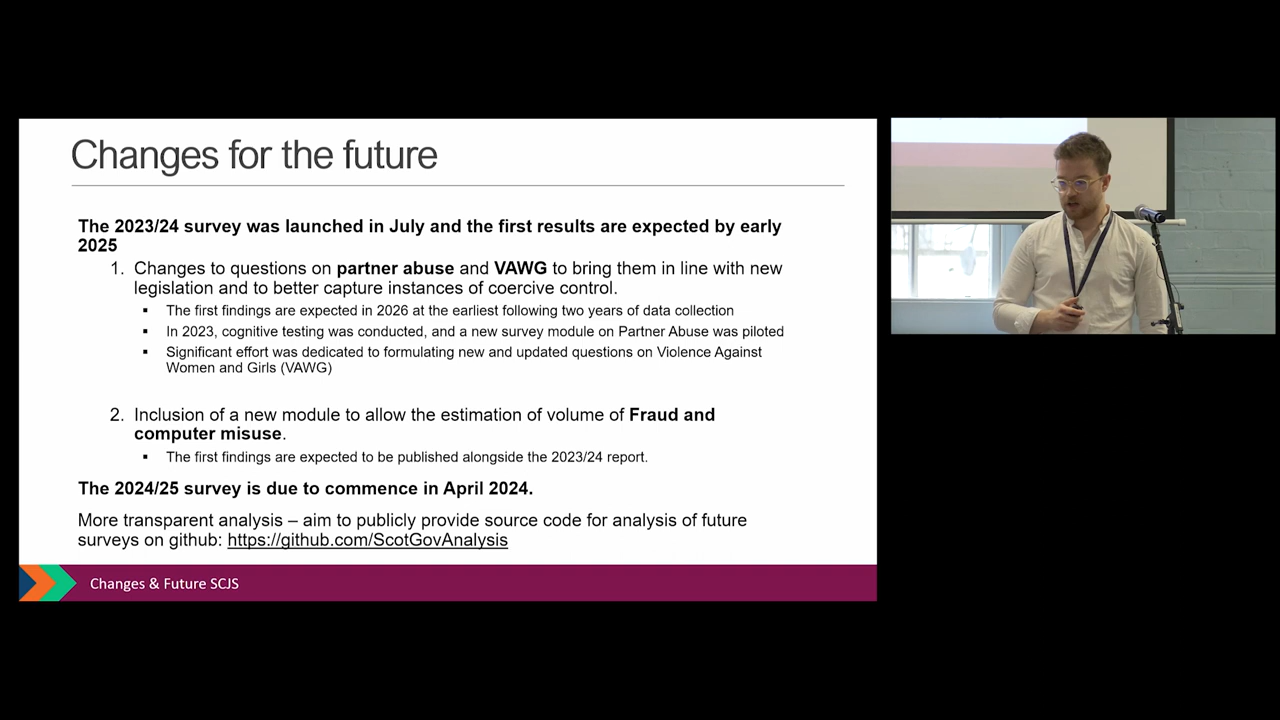 Changes for the future
The 2023/24 survey was launched in July and the first results are expected by early
2025
1. Changes to questions on partner abuse and VAWG to bring them in line with new
legislation and to better capture instances of coercive control.
▪ The first findings are expected in 2026 at the earliest following two years of data collection
▪ In 2023, cognitive testing was conducted, and a new survey module on Partner Abuse was piloted
▪ Significant effort was dedicated to formulating new and updated questions on Violence Against
Women and Girls (VAWG)
2. Inclusion of a new module to allow the estimation of volume of Fraud and
computer misuse.
▪ The first findings are expected to be published alongside the 2023/24 report.
The 2024/25 survey is due to commence in April 2024.
More transparent analysis – aim to publicly provide source code for analysis of future
surveys on github: https://github.com/ScotGovAnalysis
Changes & Future SCJS